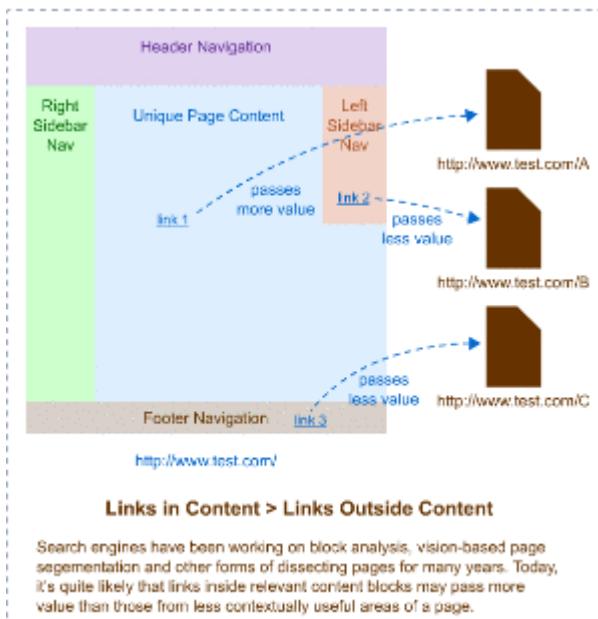 Header Navigation
Right
Sidebar
Nav
Unique Page Content
Left
Sidebar
Nav
http://www.test.com/A
passes
more value
link 1
link 2
passes
less value
http://www.test.com/B
passes
less value
http://www.test.com/C
Footer Navigation
link 3
http://www.test.com/
Links in Content > Links Outside Content
Search engines have been working on block analysis, vision-based page
segementation and other forms of dissecting pages for many years. Today,
it's quite likely that links inside relevant content blocks may pass more
value than those from less contextually useful areas of a page.